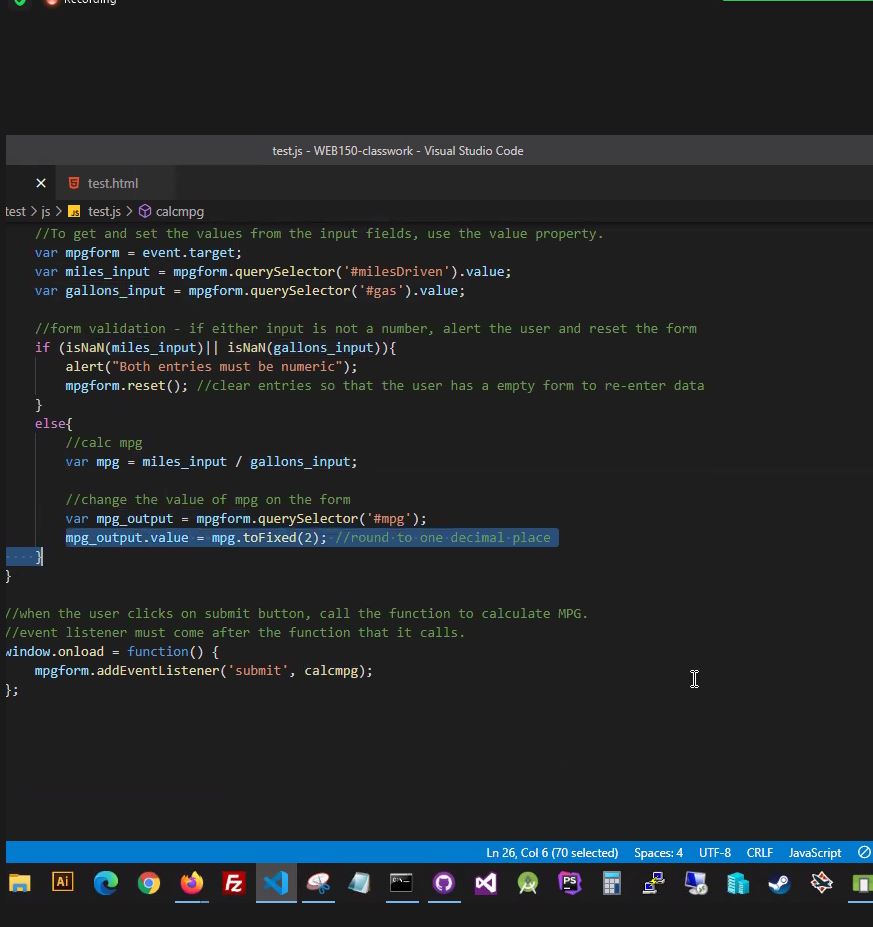 Recording
test.js - WEB150-classwork - Visual Studio Code
× test.html
test > js > JS test.js > calcmpg
//To get and set the values from the input fields, use the value property.
var mpgform = event.target;
var miles_input = mpgform.querySelector('#milesDriven').value;
var gallons_input = mpgform.querySelector('#gas').value;
//form validation - if either input is not a number, alert the user and reset the form
if (isNaN(miles_input)|| isNaN(gallons_input)){
alert("Both entries must be numeric");
mpgform.reset(); //clear entries so that the user has a empty form to re-enter data
}
else{
//calc mpg
var mpg = miles_input / gallons_input;
//change the value of mpg on the form
var mpg_output = mpgform.querySelector('#mpg');
mpg_output.value = mpg.toFixed(2); //round to one decimal place
}
}
//when the user clicks on submit button, call the function to calculate MPG.
//event listener must come after the function that it calls.
window.onload = function() {
mpgform.addEventListener('submit', calcmpg);
};
Ln 26, Col 6 (70 selected) Spaces: 4 UTF-8 CRLF JavaScript
Ai Fz PS